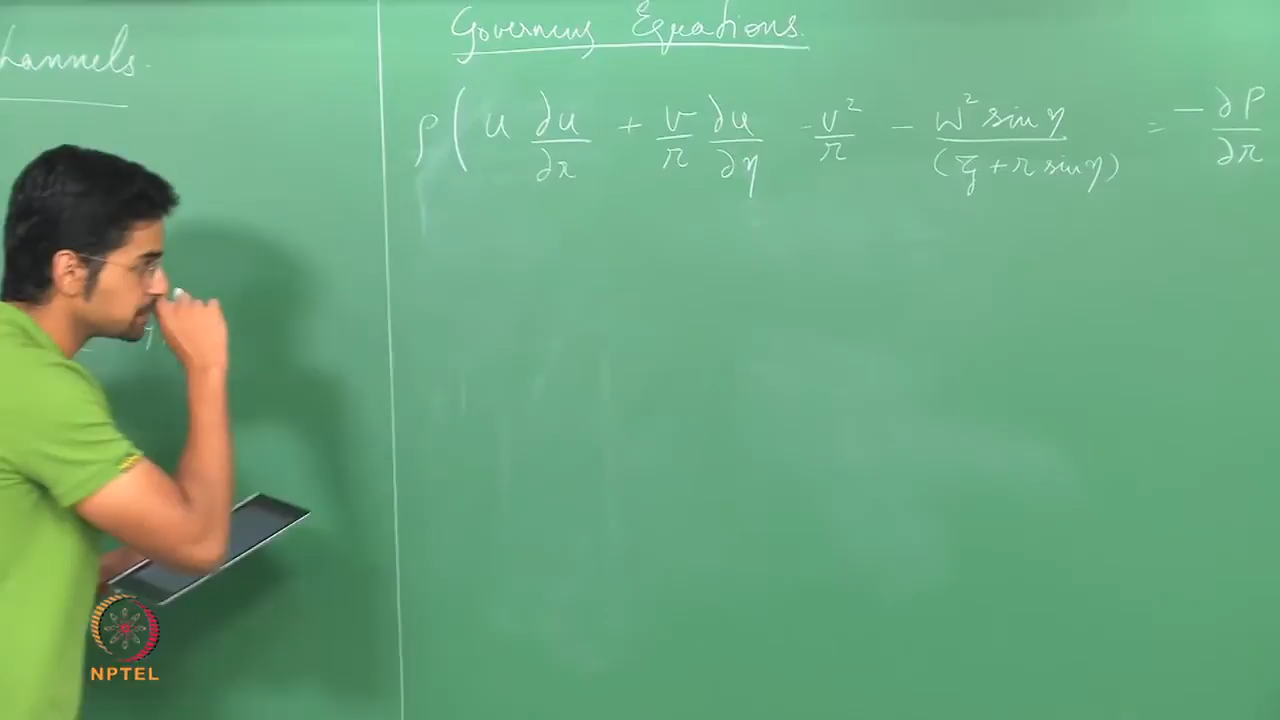 hannels.
Governing Equations.
ρ ( u ∂u/∂r + v/r ∂u/∂η - v²/r - w² sin η / (ξ + r sin η) = - ∂P/∂r
NPTEL